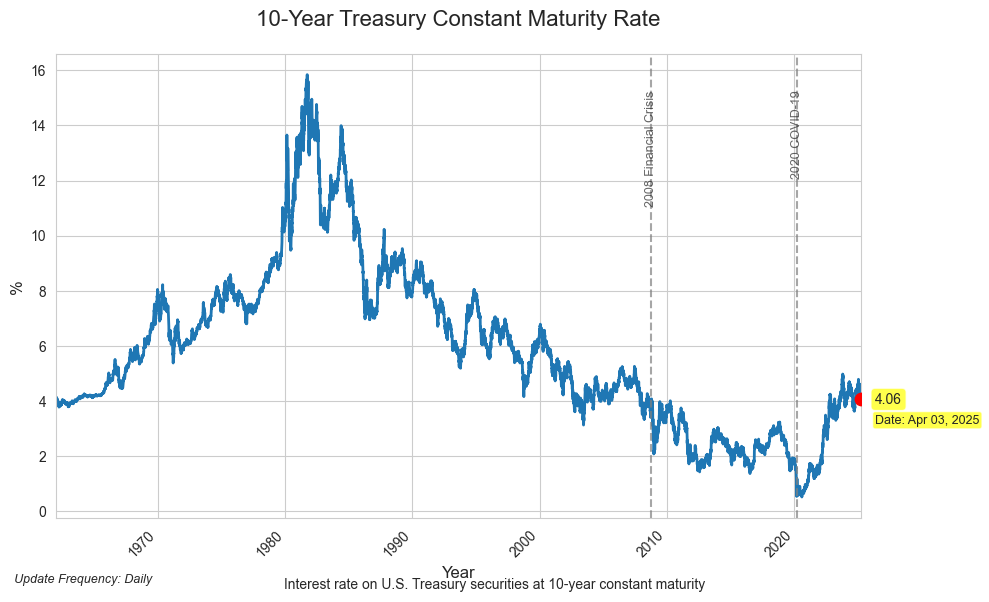 10-Year Treasury Constant Maturity Rate
%
16
14
12
10
8
6
4
2
0
2008 Financial Crisis
2020 COVID-19
4.06
Date: Apr 03, 2025
1970
1980
1990
2000
2010
2020
Year
Update Frequency: Daily
Interest rate on U.S. Treasury securities at 10-year constant maturity